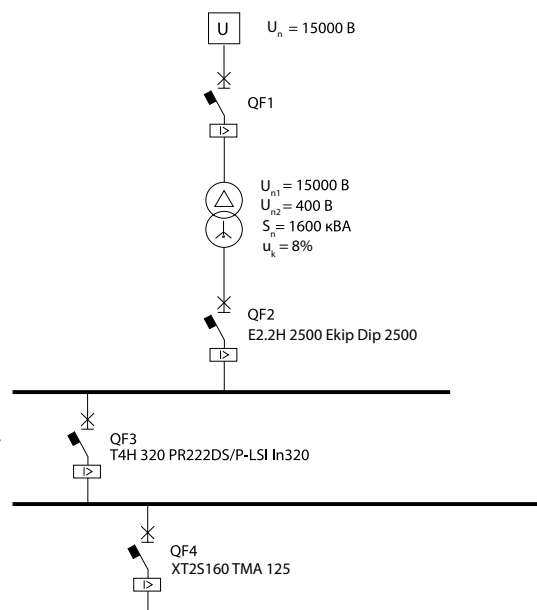 U
Uₙ = 15000 В
QF1
I>
Uₙ₁ = 15000 В
Uₙ₂ = 400 В
Sₙ = 1600 кВА
uₖ = 8%
QF2
E2.2H 2500 Ekip Dip 2500
I>
QF3
T4H 320 PR222DS/P-LSI In320
I>
QF4
XT2S160 TMA 125
I>